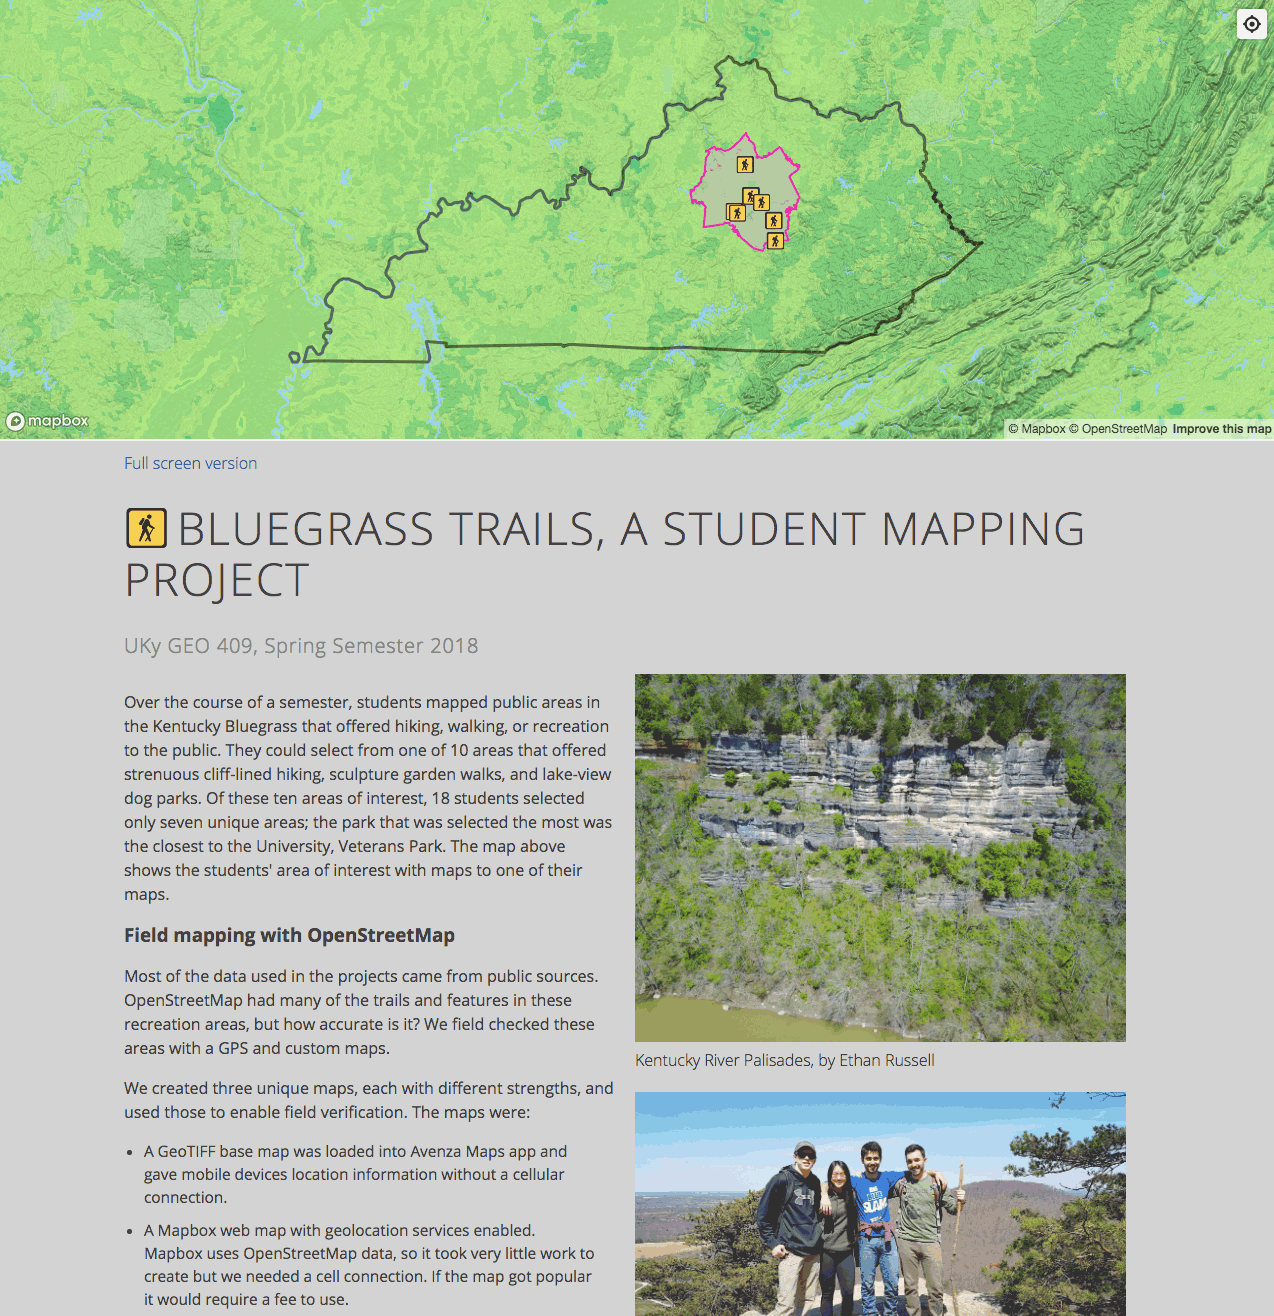 mapbox
© Mapbox © OpenStreetMap Improve this map
Full screen version
BLUEGRASS TRAILS, A STUDENT MAPPING
PROJECT
UKy GEO 409, Spring Semester 2018
Over the course of a semester, students mapped public areas in
the Kentucky Bluegrass that offered hiking, walking, or recreation
to the public. They could select from one of 10 areas that offered
strenuous cliff-lined hiking, sculpture garden walks, and lake-view
dog parks. Of these ten areas of interest, 18 students selected
only seven unique areas; the park that was selected the most was
the closest to the University, Veterans Park. The map above
shows the students' area of interest with maps to one of their
maps.
Field mapping with OpenStreetMap
Most of the data used in the projects came from public sources.
OpenStreetMap had many of the trails and features in these
recreation areas, but how accurate is it? We field checked these
areas with a GPS and custom maps.
We created three unique maps, each with different strengths, and
used those to enable field verification. The maps were:
• A GeoTIFF base map was loaded into Avenza Maps app and
gave mobile devices location information without a cellular
connection.
• A Mapbox web map with geolocation services enabled.
Mapbox uses OpenStreetMap data, so it took very little work to
create but we needed a cell connection. If the map got popular
it would require a fee to use.
Kentucky River Palisades, by Ethan Russell